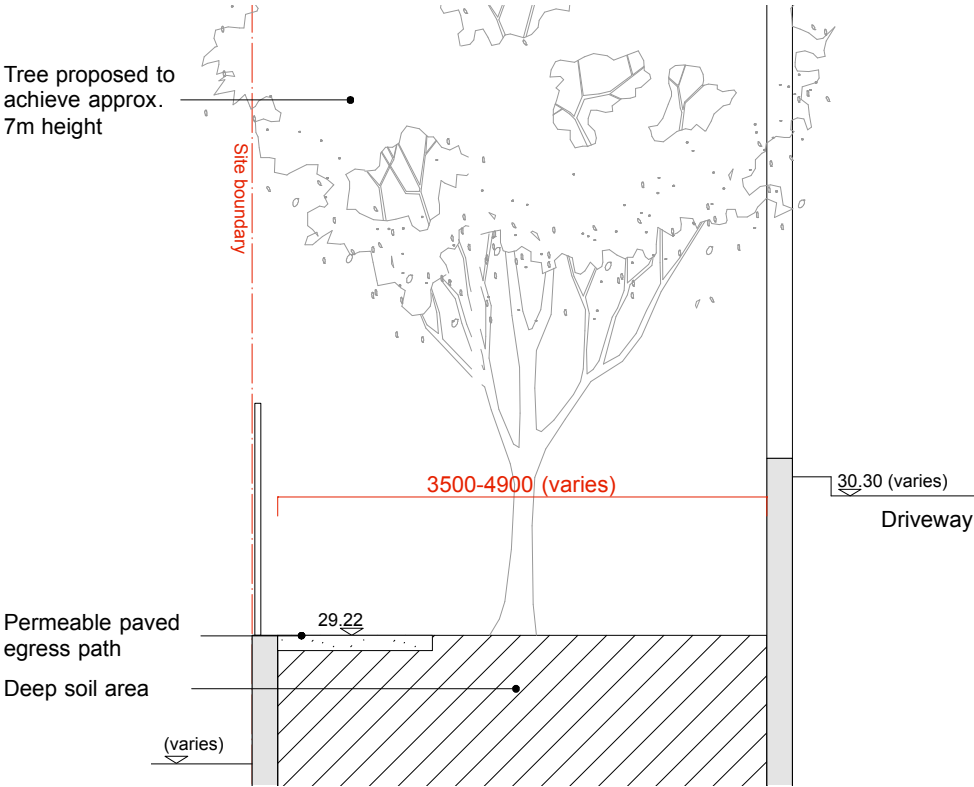 Tree proposed to
achieve approx.
7m height
Site boundary
3500-4900 (varies)
30.30 (varies)
Driveway
29.22
Permeable paved
egress path
Deep soil area
(varies)